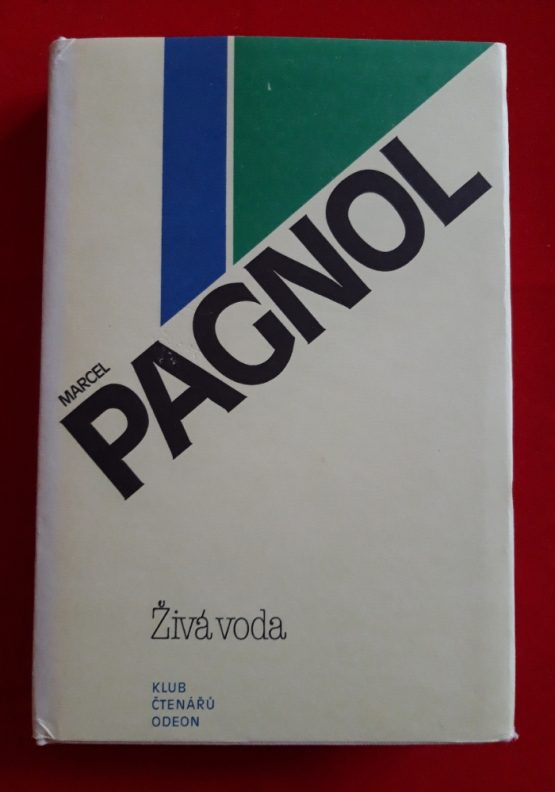 MARCEL
PAGNOL
Živá voda
KLUB
ČTENÁŘŮ
ODEON